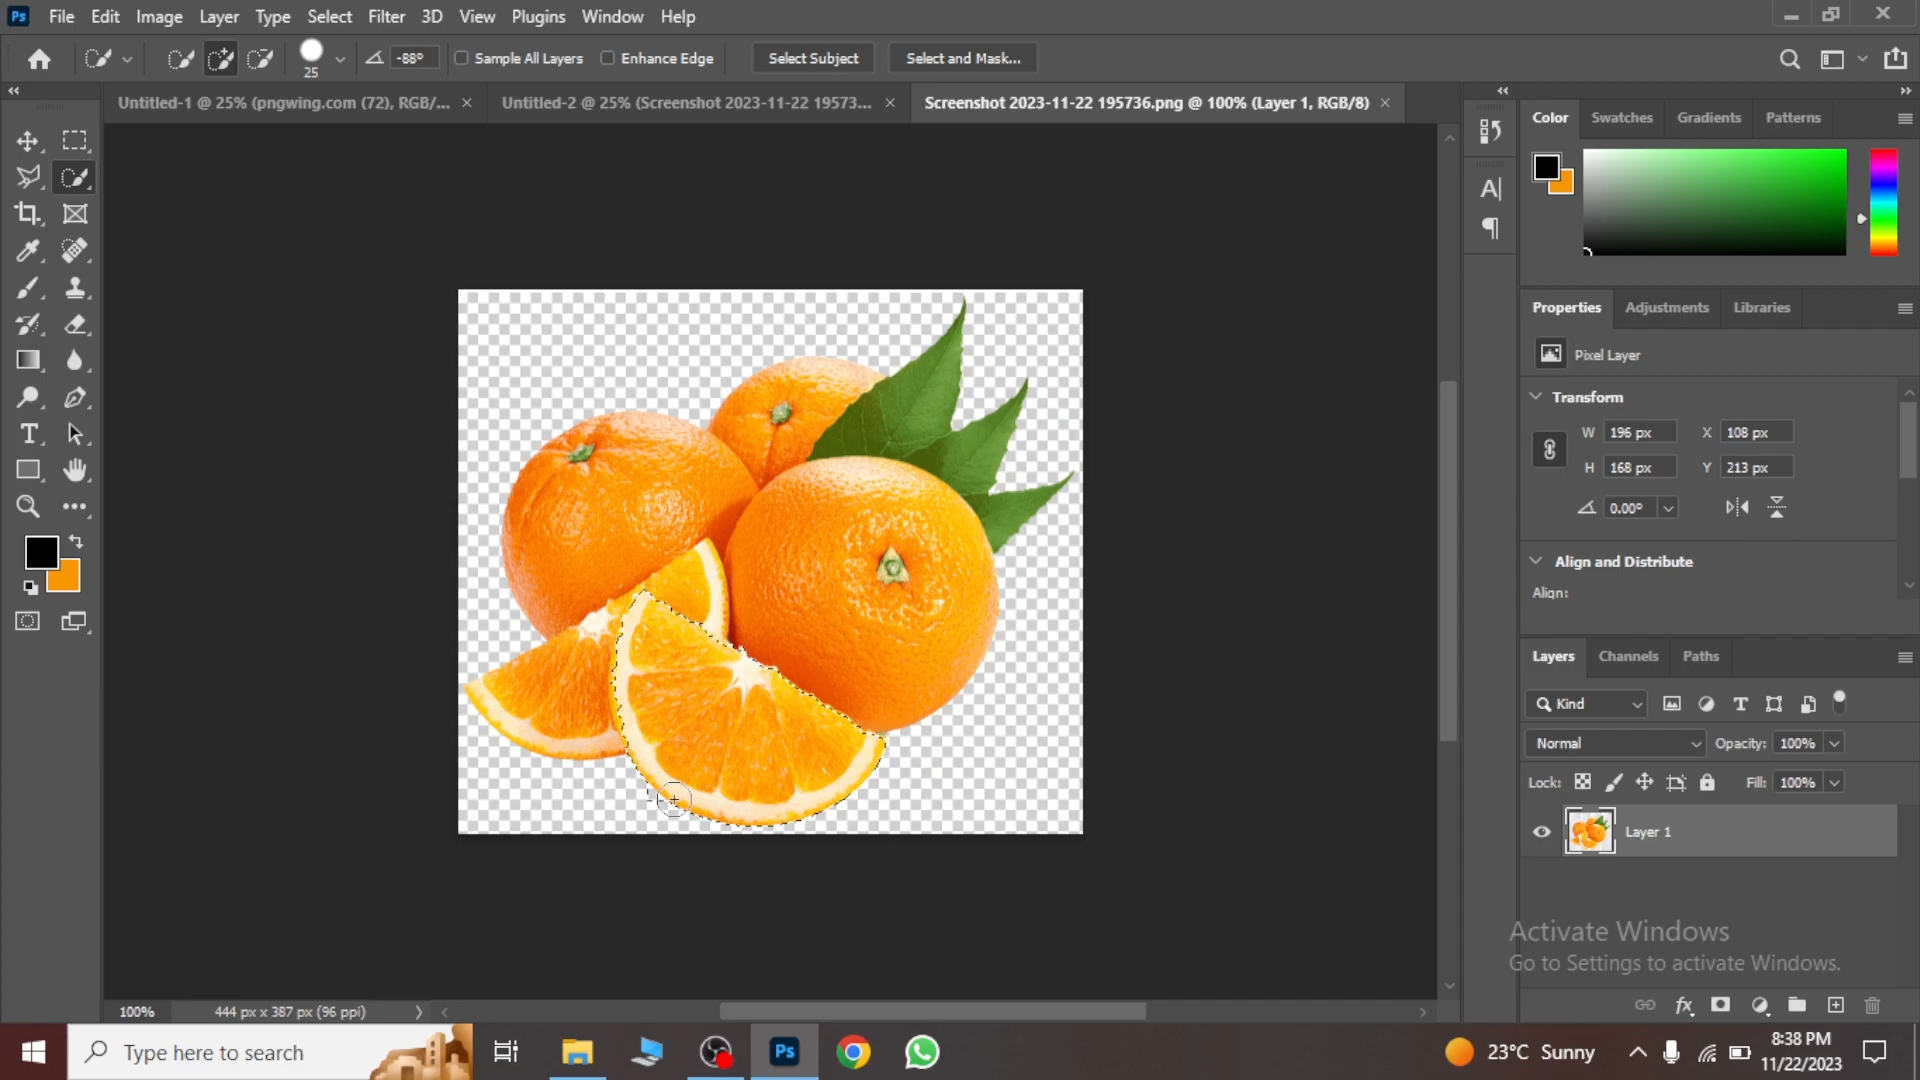 Ps File Edit Image Layer Type Select Filter 3D View Plugins Window Help
25 -88° Sample All Layers Enhance Edge Select Subject Select and Mask...
Untitled-1 @ 25% (pngwing.com (72), RGB/... × Untitled-2 @ 25% (Screenshot 2023-11-22 19573... × Screenshot 2023-11-22 195736.png @ 100% (Layer 1, RGB/8) ×
Color Swatches Gradients Patterns
Properties Adjustments Libraries
Pixel Layer
Transform
W 196 px X 108 px
H 168 px Y 213 px
0.00°
Align and Distribute
Align:
Layers Channels Paths
Kind
Normal Opacity: 100%
Lock: Fill: 100%
Layer 1
Activate Windows
Go to Settings to activate Windows.
100% 444 px x 387 px (96 ppi)
Type here to search Ps 23°C Sunny 8:38 PM
11/22/2023